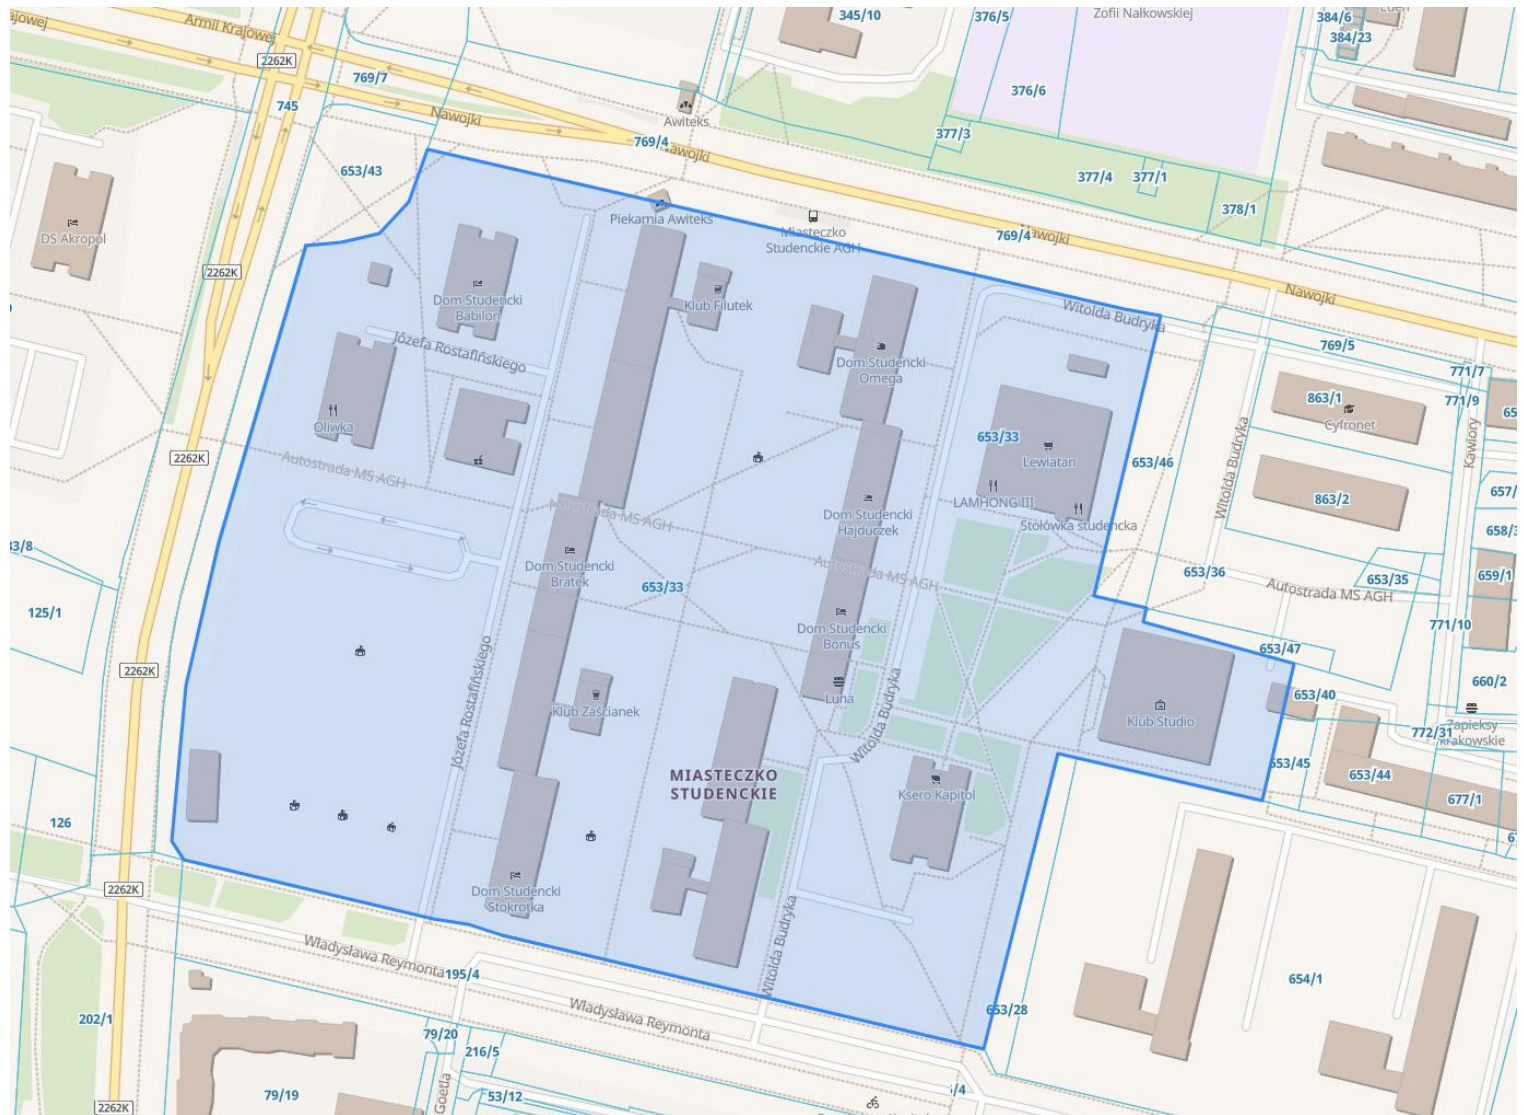 Armii Krajowej
345/10
376/5
Zofii Nałkowskiej
384/6
384/23
2262K
769/7
745
Nawojki
Awiteks
376/6
377/3
769/4
653/43
377/4
377/1
378/1
DS Akropol
Piekarnia Awiteks
Miasteczko
Studenckie AGH
769/4
2262K
Nawojki
Dom Studencki
Babilon
Klub Filutek
Witolda Budryka
769/5
Józefa Rostafińskiego
Dom Studencki
Omega
771/7
771/9
863/1
Cyfronet
Oliwka
653/33
Lewiatan
653/46
Witolda Budryka
Kawiory
2262K
Autostrada MS AGH
863/2
LAMHONG III
Stołówka studencka
Dom Studencki
Hajduczek
Autostrada MS AGH
Dom Studencki
Bratek
653/33
Autostrada MS AGH
653/36
653/35
659/1
Autostrada MS AGH
125/1
Dom Studencki
Bonus
771/10
653/47
2262K
Józefa Rostafińskiego
Klub Zaścianek
Luna
Witolda Budryka
Klub Studio
653/40
660/2
Zapieksy
krakowskie
772/31
653/45
653/44
677/1
MIASTECZKO
STUDENCKIE
Ksero Kapitol
126
2262K
Dom Studencki
Stokrotka
Witolda Budryka
Władysława Reymonta
195/4
654/1
202/1
Władysława Reymonta
653/28
79/20
216/5
79/19
Goetla
53/12
2262K